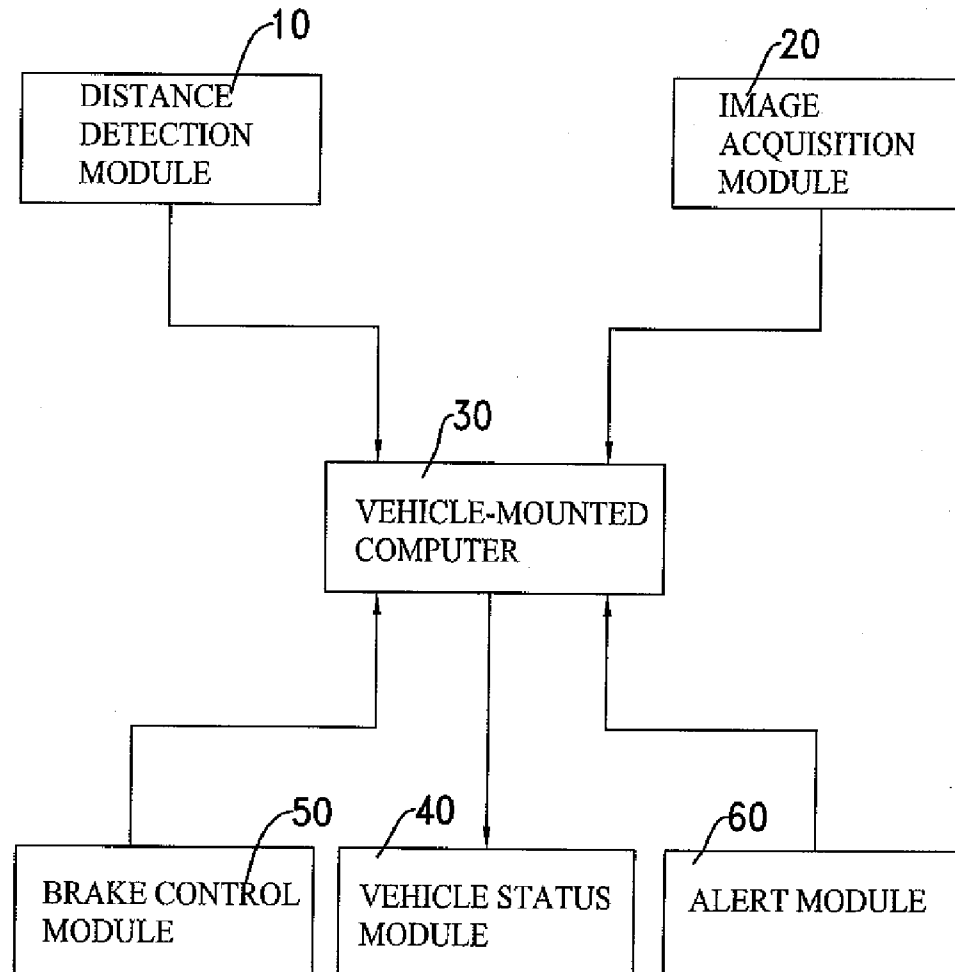 10
DISTANCE
DETECTION
MODULE
20
IMAGE
ACQUISITION
MODULE
30
VEHICLE-MOUNTED
COMPUTER
50
BRAKE CONTROL
MODULE
40
VEHICLE STATUS
MODULE
60
ALERT MODULE